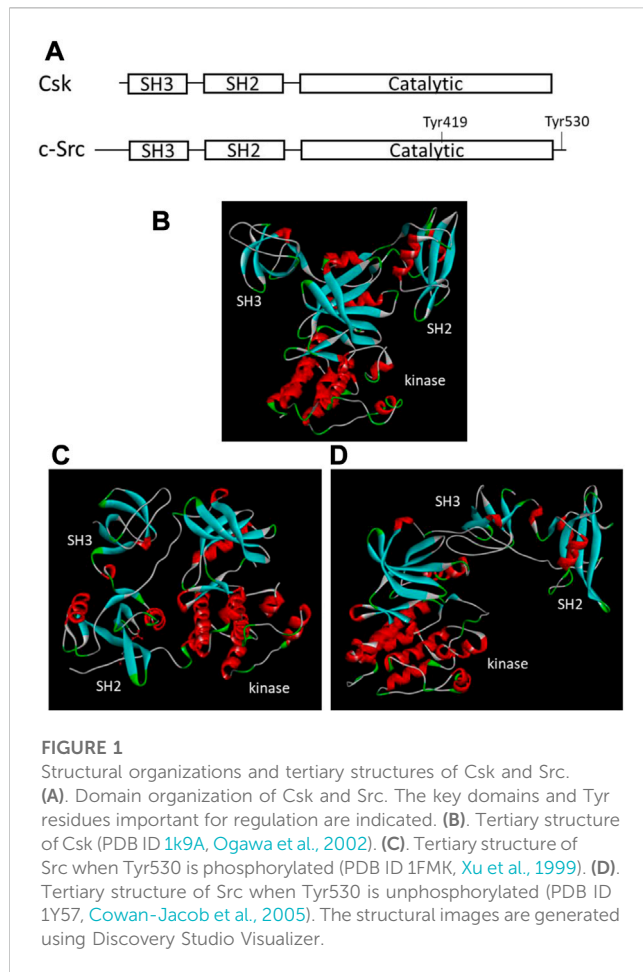 A
Csk
SH3 SH2 Catalytic
Tyr419 Tyr530
c-Src
SH3 SH2 Catalytic
B
SH3
SH2
kinase
C
SH3
SH2
kinase
D
SH3
SH2
kinase
FIGURE 1
Structural organizations and tertiary structures of Csk and Src.
(A). Domain organization of Csk and Src. The key domains and Tyr
residues important for regulation are indicated. (B). Tertiary structure
of Csk (PDB ID 1k9A, Ogawa et al., 2002). (C). Tertiary structure of
Src when Tyr530 is phosphorylated (PDB ID 1FMK, Xu et al., 1999). (D).
Tertiary structure of Src when Tyr530 is unphosphorylated (PDB ID
1Y57, Cowan-Jacob et al., 2005). The structural images are generated
using Discovery Studio Visualizer.